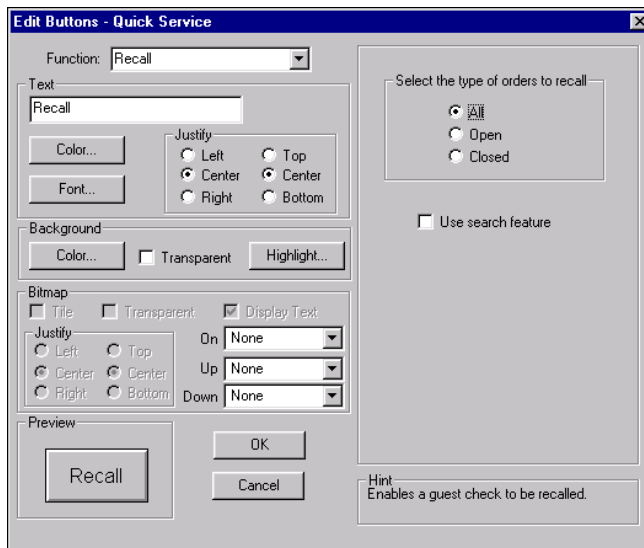 Edit Buttons - Quick Service
Function: Recall
Text
Recall
Color...
Font...
Justify
Left Top
Center Center
Right Bottom
Background
Color... Transparent Highlight...
Bitmap
Tile Transparent Display Text
Justify
Left Top
Center Center
Right Bottom
On None
Up None
Down None
Preview
Recall
OK
Cancel
Select the type of orders to recall
All
Open
Closed
Use search feature
Hint
Enables a guest check to be recalled.